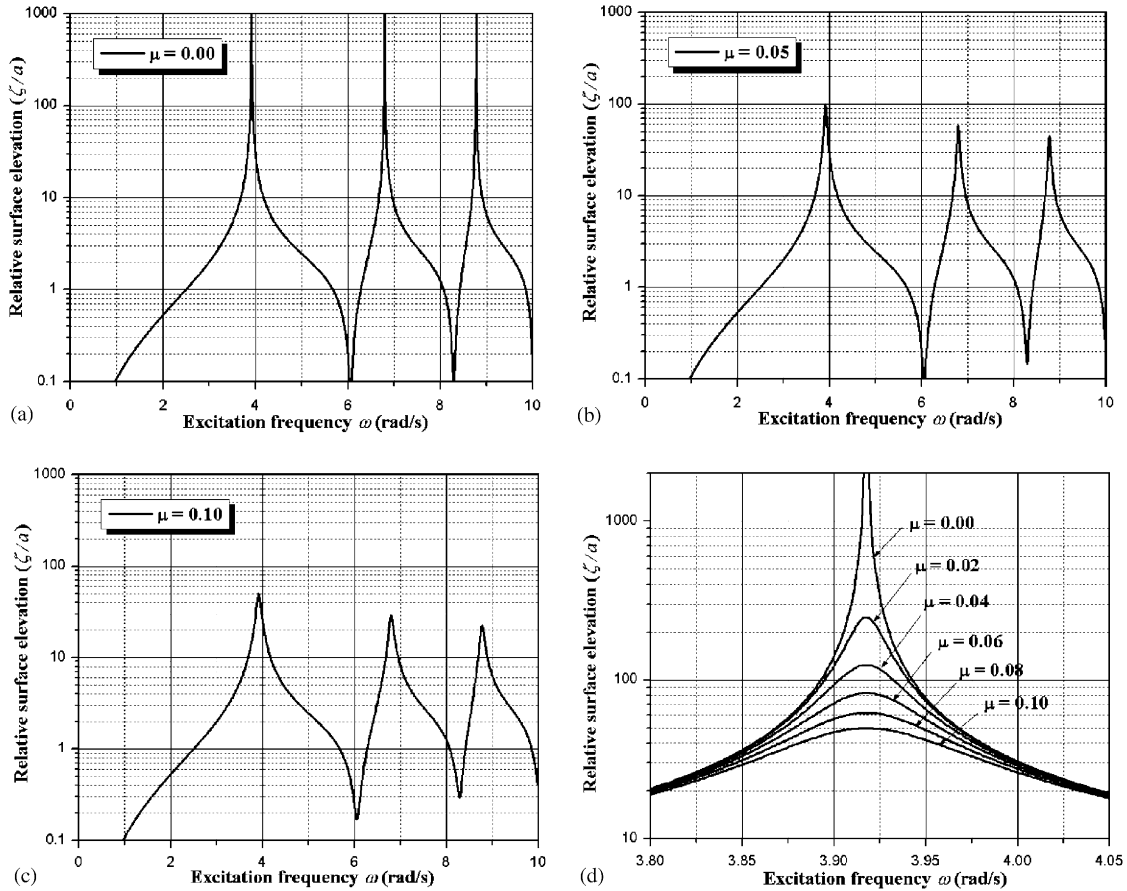 1000
100
10
1
0.1
Relative surface elevation (ζ/a)
μ = 0.00
0 2 4 6 8 10
(a) Excitation frequency ω (rad/s)
1000
100
10
1
0.1
Relative surface elevation (ζ/a)
μ = 0.05
0 2 4 6 8 10
(b) Excitation frequency ω (rad/s)
1000
100
10
1
0.1
Relative surface elevation (ζ/a)
μ = 0.10
0 2 4 6 8 10
(c) Excitation frequency ω (rad/s)
1000
100
10
Relative surface elevation (ζ/a)
μ = 0.00
μ = 0.02
μ = 0.04
μ = 0.06
μ = 0.08
μ = 0.10
3.80 3.85 3.90 3.95 4.00 4.05
(d) Excitation frequency ω (rad/s)